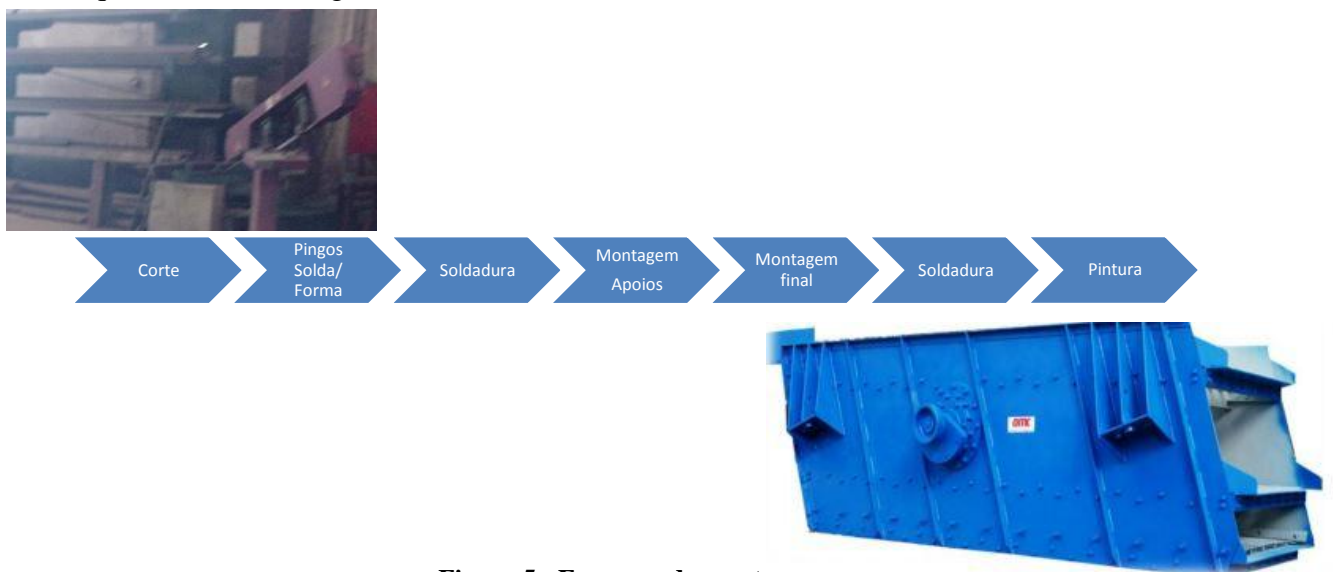 Corte
Pingos
Solda/
Forma
Soldadura
Montagem
Apoios
Montagem
final
Soldadura
Pintura